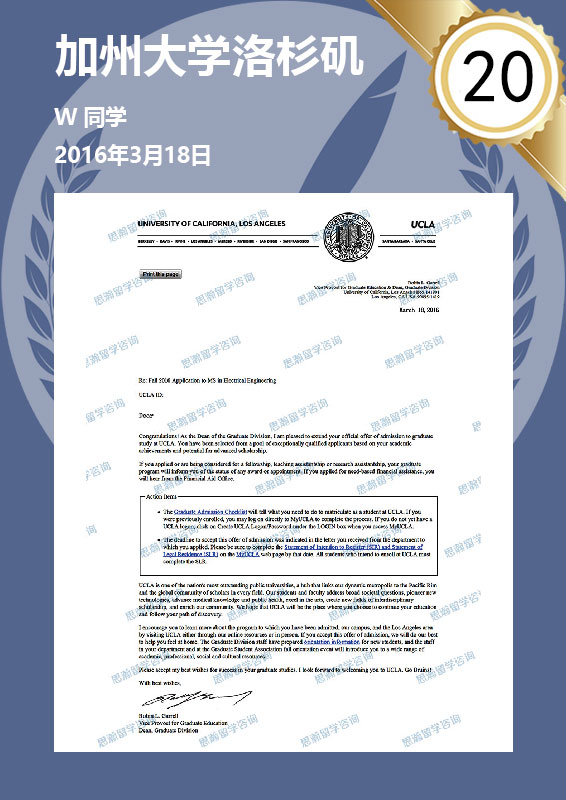 加州大学洛杉矶
20
W 同学
2016年3月18日
UNIVERSITY OF CALIFORNIA, LOS ANGELES
UCLA
BERKELEY • DAVIS • IRVINE • LOS ANGELES • MERCED • RIVERSIDE • SAN DIEGO • SAN FRANCISCO
SANTA BARBARA • SANTA CRUZ
Print this page
Vice Provost for Graduate Education & Dean, Graduate Division
University of California, Los Angeles
Los Angeles, CA
March 18, 2016
Re: Fall 2016 Application to MS in Electrical Engineering
UCLA ID:
Dear
Congratulations! As the Dean of the Graduate Division, I am pleased to extend your official offer of admission to graduate
study at UCLA. You have been selected from a pool of exceptionally qualified applicants based on your academic
achievements and potential for advanced scholarship.
If you applied or are being considered for a fellowship, teaching assistantship or research assistantship, your graduate
program will inform you of the status of any award or appointment. If you applied for need-based financial assistance, you
will hear from the Financial Aid Office.
Action Items
• The Graduate Admission Checklist will tell you what you need to do to matriculate as a student at UCLA. If you
were previously enrolled, you may log on directly to MyUCLA to complete the process. If you do not yet have a
UCLA logon, click on Create UCLA Logon/Password under the LOGIN box when you access MyUCLA.
• The deadline to accept this offer of admission was indicated in the letter you received from the department to
which you applied. Please be sure to complete the Statement of Intention to Register (SIR) and Statement of
Legal Residence (SLR) on the MyUCLA web page by that date. All students who intend to enroll at UCLA must
complete the SLR.
UCLA is one of the nation's most outstanding public universities, a hub that links our dynamic metropolis to the Pacific Rim
and the global community of scholars in every field. Our students and faculty address broad societal questions, pioneer new
technologies, advance medical knowledge and public health, excel in the arts, create new fields of interdisciplinary
scholarship, and enrich our community. We hope that UCLA will be the place where you choose to continue your education
and follow your path of discovery.
I encourage you to learn more about the program to which you have been admitted, our campus, and the Los Angeles area
by visiting UCLA either through our online resources or in person. If you accept this offer of admission, we will do our best
to help you feel at home. The Graduate Division staff have prepared orientation information for new students, and the staff
in your department and at the Graduate Student Association fall orientation event will introduce you to a wide range of
academic, professional, social and cultural resources.
Please accept my best wishes for success in your graduate studies. I look forward to welcoming you to UCLA. Go Bruins!
With best wishes,
Robin L. Garrell
Vice Provost for Graduate Education
Dean, Graduate Division
思瀚留学咨询